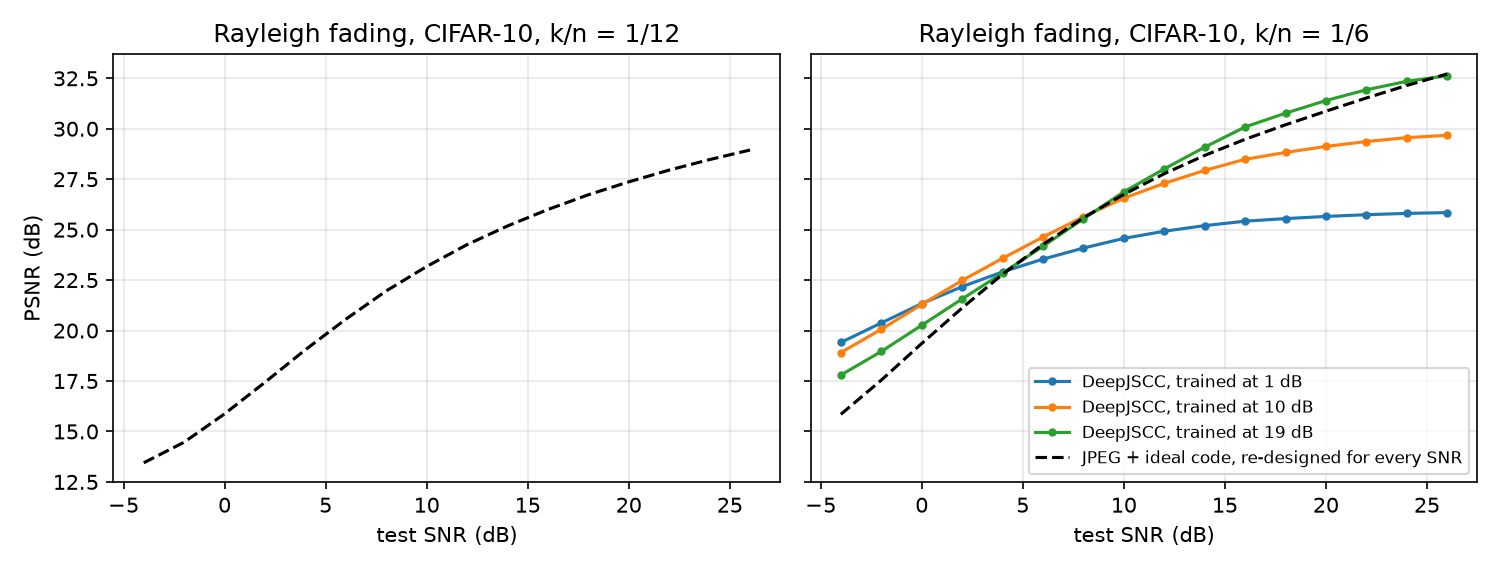 Rayleigh fading, CIFAR-10, k/n = 1/12
PSNR (dB)
32.5
30.0
27.5
25.0
22.5
20.0
17.5
15.0
12.5
−5 0 5 10 15 20 25
test SNR (dB)
Rayleigh fading, CIFAR-10, k/n = 1/6
DeepJSCC, trained at 1 dB
DeepJSCC, trained at 10 dB
DeepJSCC, trained at 19 dB
JPEG + ideal code, re-designed for every SNR
−5 0 5 10 15 20 25
test SNR (dB)